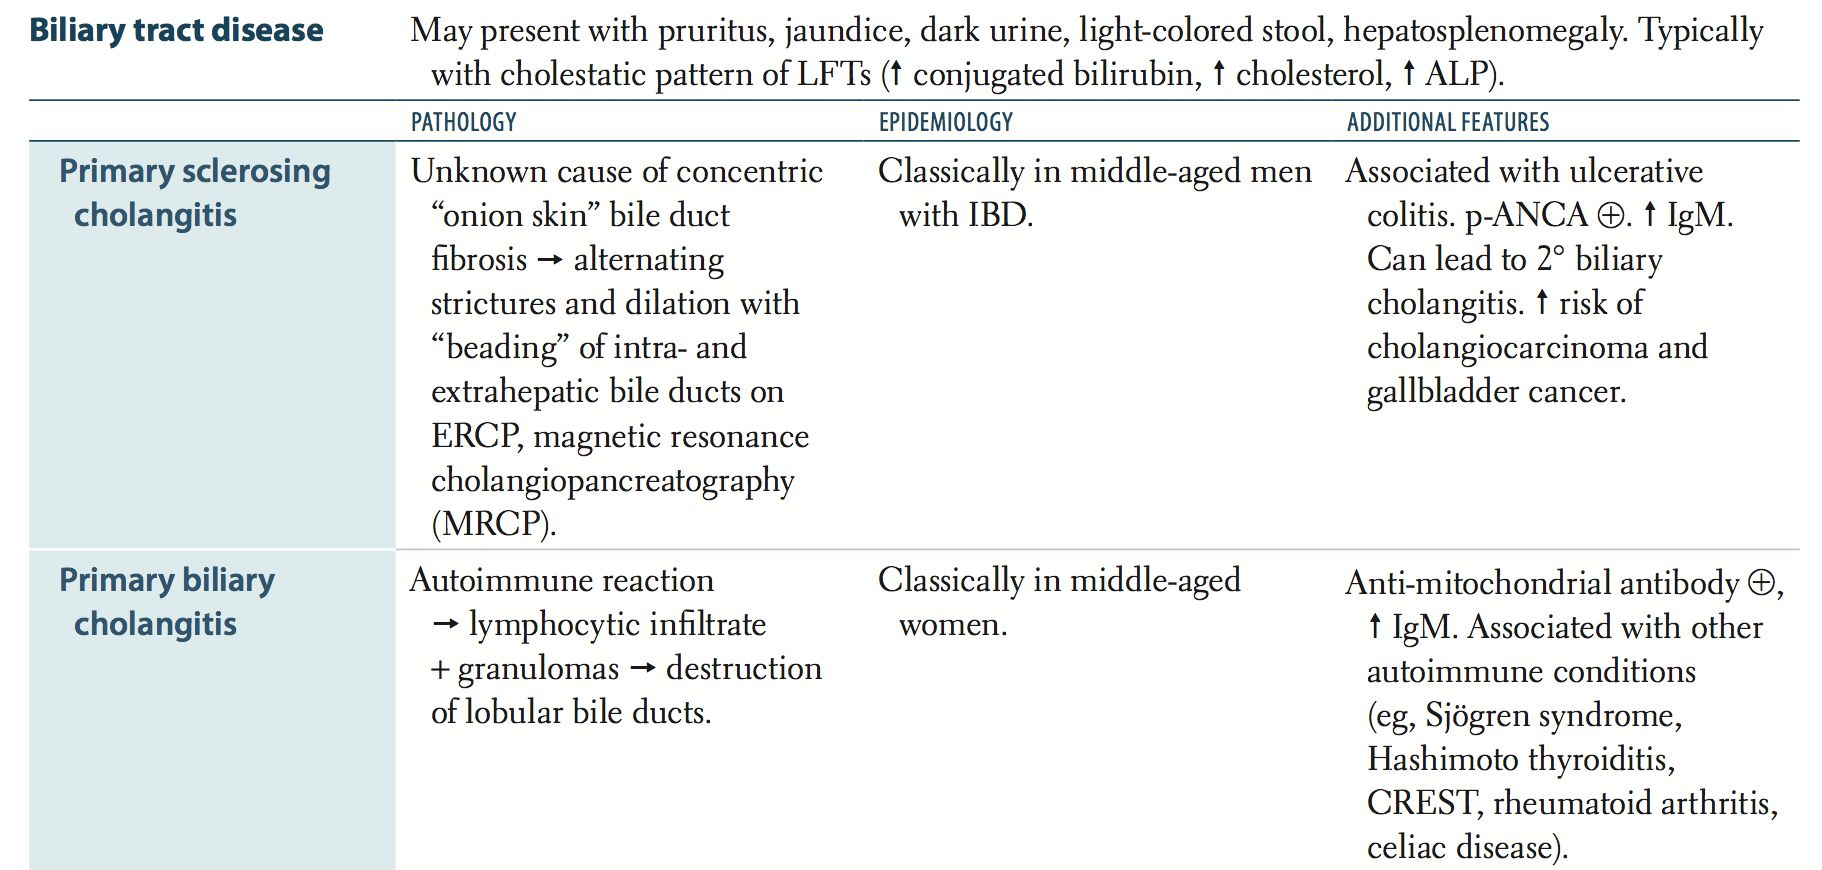 Biliary tract disease
May present with pruritus, jaundice, dark urine, light-colored stool, hepatosplenomegaly. Typically
with cholestatic pattern of LFTs (↑ conjugated bilirubin, ↑ cholesterol, ↑ ALP).
PATHOLOGY
EPIDEMIOLOGY
ADDITIONAL FEATURES
Primary sclerosing
cholangitis
Unknown cause of concentric
“onion skin” bile duct
fibrosis → alternating
strictures and dilation with
“beading” of intra- and
extrahepatic bile ducts on
ERCP, magnetic resonance
cholangiopancreatography
(MRCP).
Classically in middle-aged men
with IBD.
Associated with ulcerative
colitis. p-ANCA ⊕. ↑ IgM.
Can lead to 2° biliary
cholangitis. ↑ risk of
cholangiocarcinoma and
gallbladder cancer.
Primary biliary
cholangitis
Autoimmune reaction
→ lymphocytic infiltrate
+ granulomas → destruction
of lobular bile ducts.
Classically in middle-aged
women.
Anti-mitochondrial antibody ⊕,
↑ IgM. Associated with other
autoimmune conditions
(eg, Sjögren syndrome,
Hashimoto thyroiditis,
CREST, rheumatoid arthritis,
celiac disease).